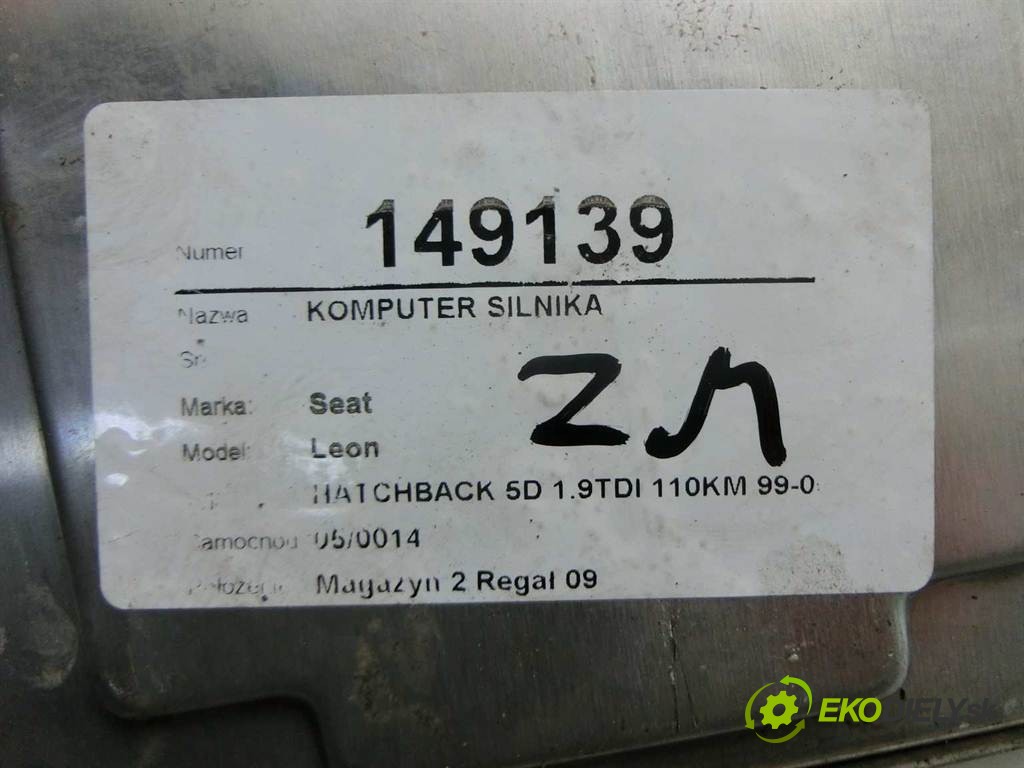 Numer 149139
Nazwa KOMPUTER SILNIKA
Marka: Seat
Model: Leon
HATCHBACK 5D 1.9TDI 110KM 99-0
Samochód 05/0014
Magazyn 2 Regał 09
EKODIELY.sk